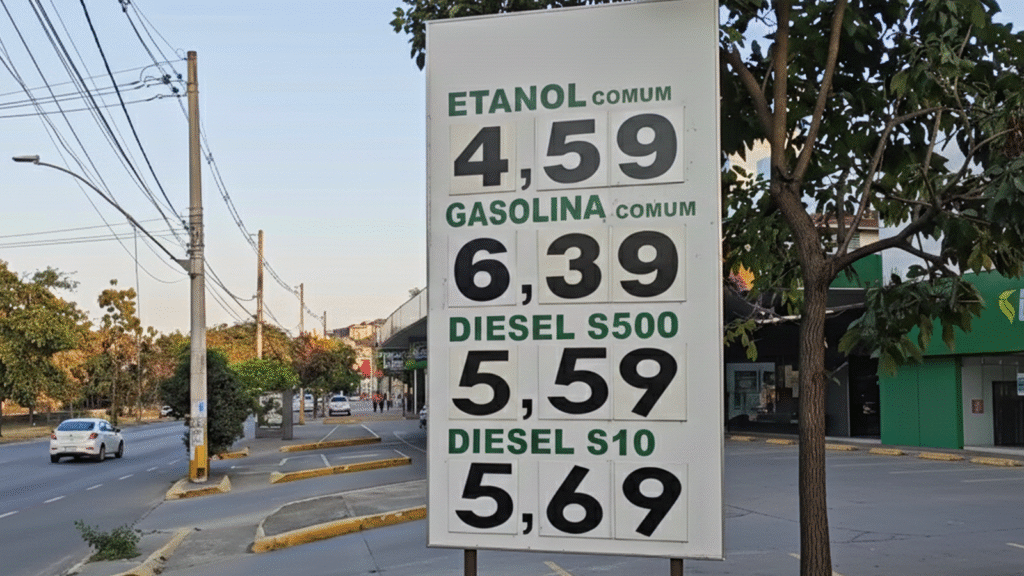 ETANOL COMUM
4,59
GASOLINA COMUM
6,39
DIESEL S500
5,59
DIESEL S10
5,69